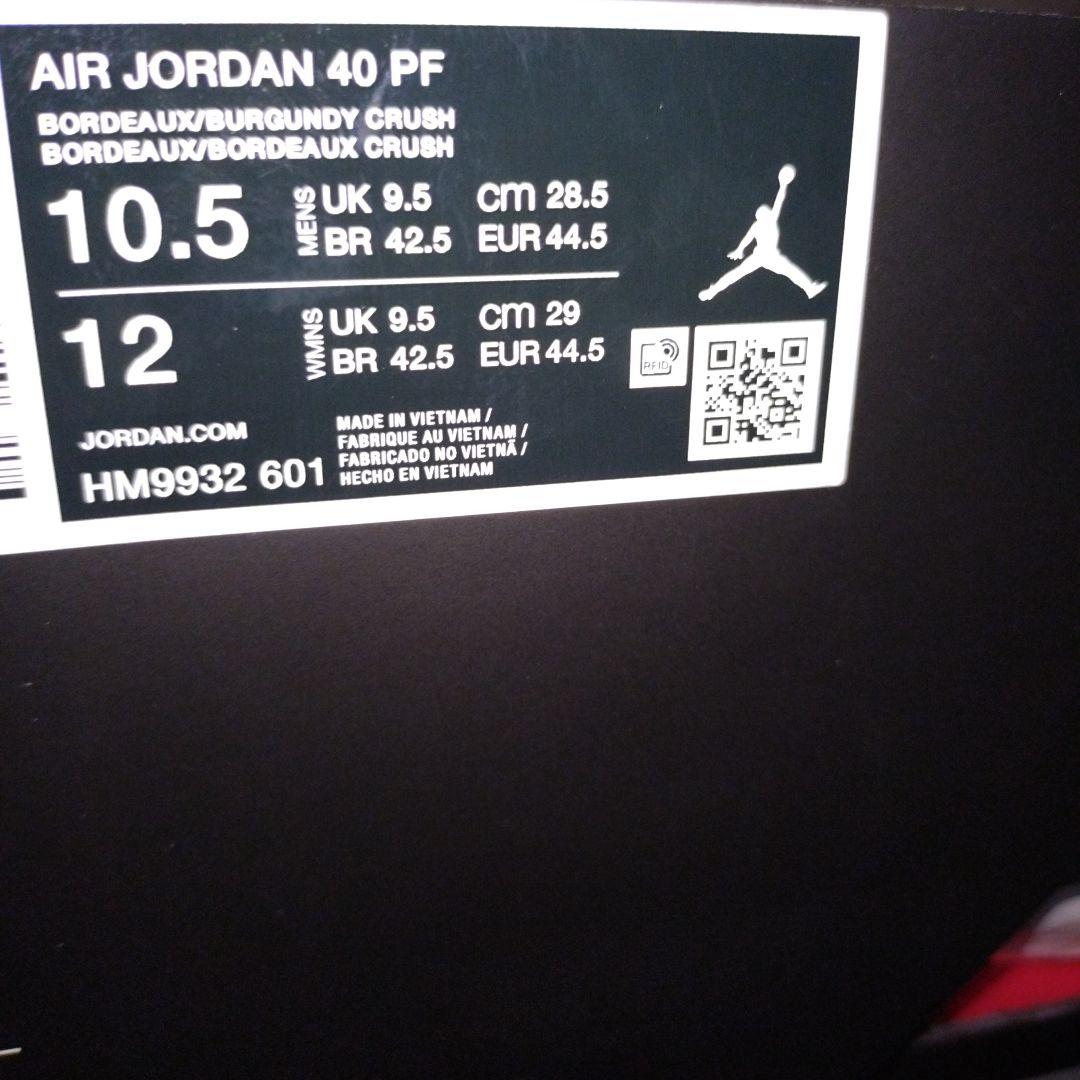 AIR JORDAN 40 PF
BORDEAUX/BURGUNDY CRUSH
BORDEAUX/BORDEAUX CRUSH
10.5 MENS UK 9.5 CM 28.5
BR 42.5 EUR 44.5
12 WMNS UK 9.5 CM 29
BR 42.5 EUR 44.5
RFID
JORDAN.COM
HM9932 601
MADE IN VIETNAM /
FABRIQUE AU VIETNAM /
FABRICADO NO VIETNÃ /
HECHO EN VIETNAM